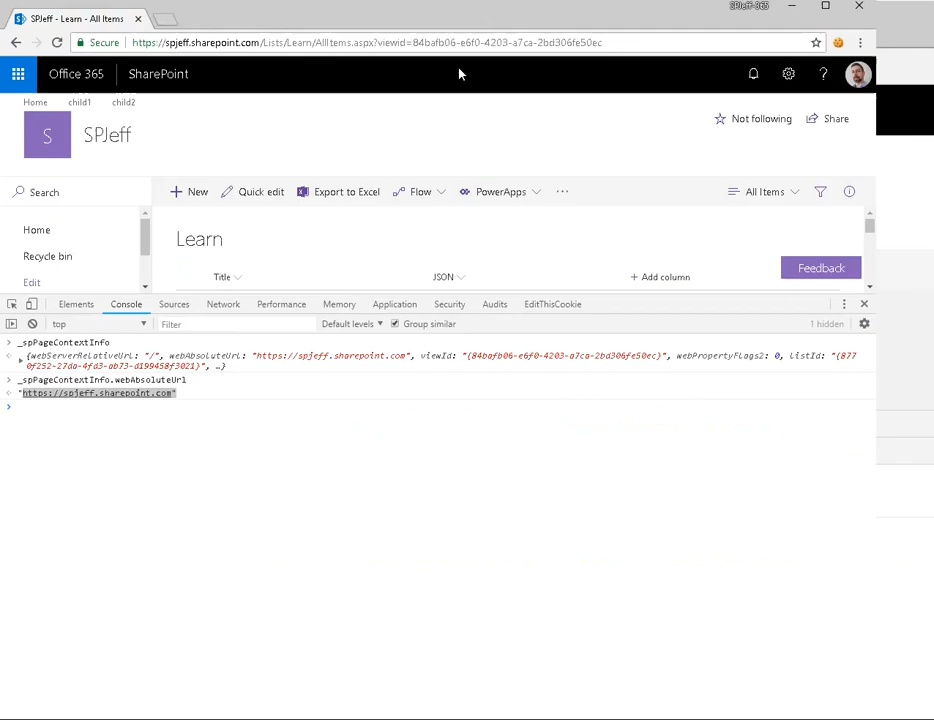 SPJeff-365
SPJeff - Learn - All Items
Secure https://spjeff.sharepoint.com/Lists/Learn/AllItems.aspx?viewid=84bafb06-e6f0-4203-a7ca-2bd306fe50ec
Office 365 SharePoint
Home child1 child2
S SPJeff
Not following Share
Search
New Quick edit Export to Excel Flow PowerApps ... All Items
Home
Recycle bin
Edit
Learn
Title JSON + Add column
Feedback
Elements Console Sources Network Performance Memory Application Security Audits EditThisCookie
top Filter Default levels Group similar 1 hidden
> _spPageContextInfo
{webServerRelativeUrl: "/", webAbsoluteUrl: "https://spjeff.sharepoint.com", viewId: "{84bafb06-e6f0-4203-a7ca-2bd306fe50ec}", webPropertyFlags2: 0, listId: "{877
0f252-27da-4fd3-ab73-d199458f3021}", …}
> _spPageContextInfo.webAbsoluteUrl
"https://spjeff.sharepoint.com"
>